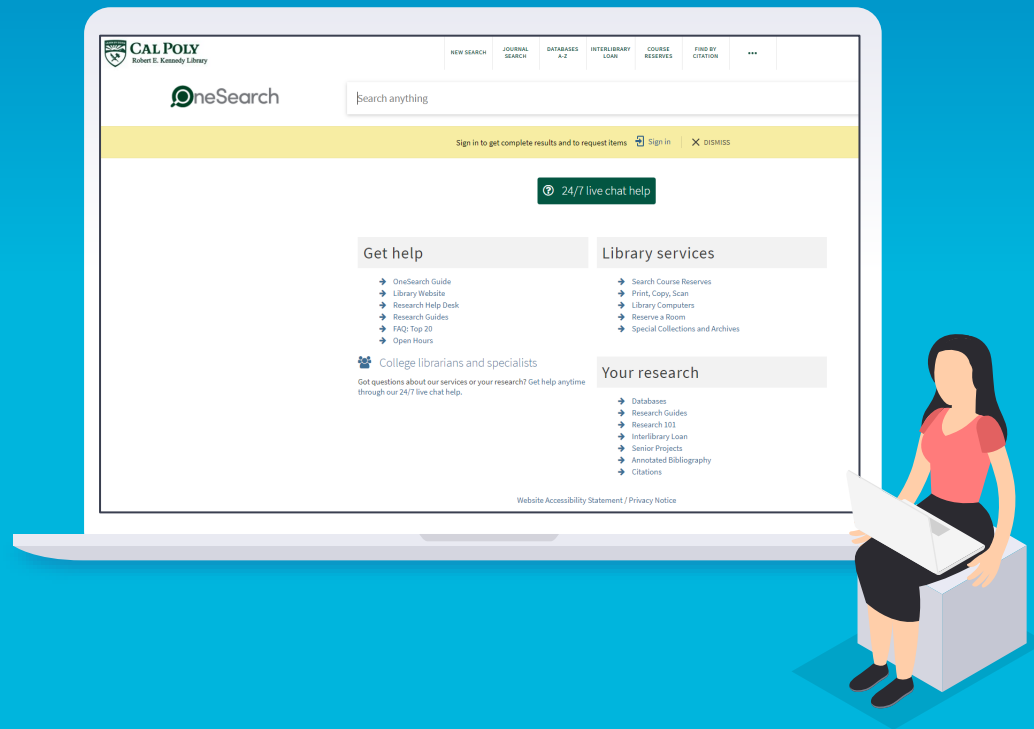 CAL POLY
Robert E. Kennedy Library
NEW SEARCH
JOURNAL
SEARCH
DATABASES
A-Z
INTERLIBRARY
LOAN
COURSE
RESERVES
FIND BY
CITATION
OneSearch
Search anything
Sign in to get complete results and to request items Sign in DISMISS
24/7 live chat help
Get help
OneSearch Guide
Library Website
Research Help Desk
Research Guides
FAQ: Top 20
Open Hours
College librarians and specialists
Got questions about our services or your research? Get help anytime
through our 24/7 live chat help.
Library services
Search Course Reserves
Print, Copy, Scan
Library Computers
Reserve a Room
Special Collections and Archives
Your research
Databases
Research Guides
Research 101
Interlibrary Loan
Senior Projects
Annotated Bibliography
Citations
Website Accessibility Statement / Privacy Notice